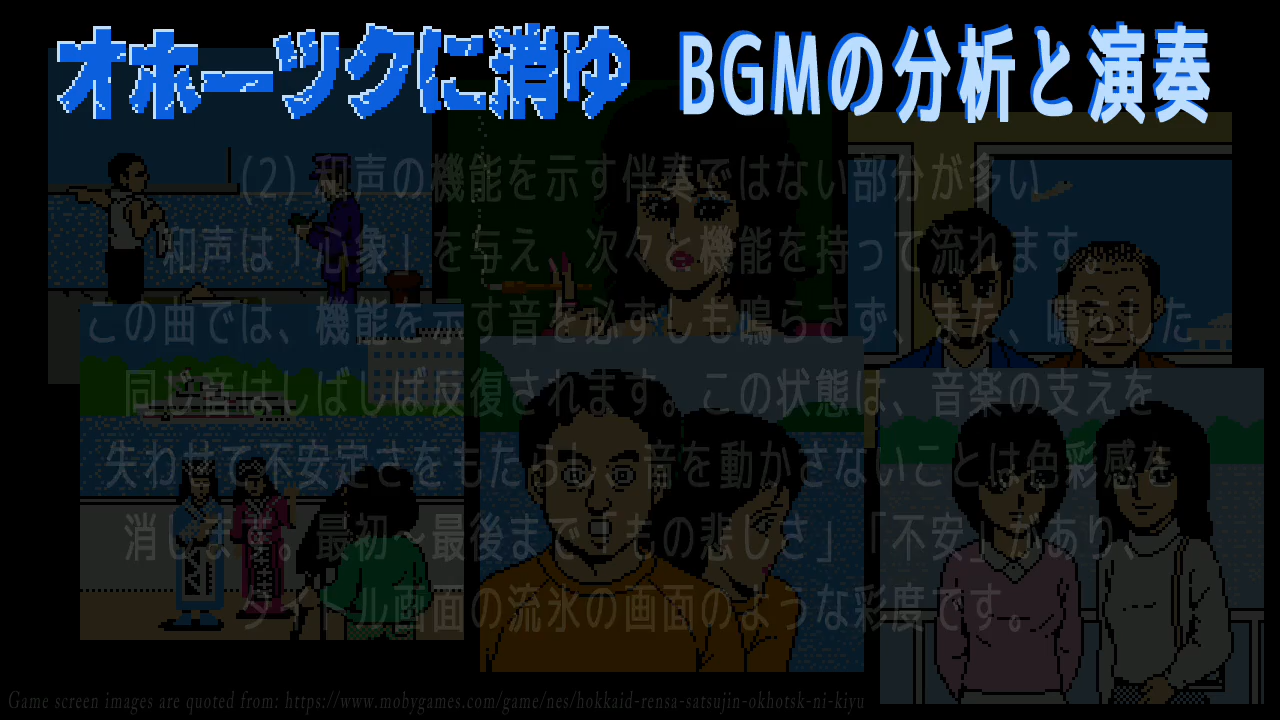 オホーツクに消ゆ BGMの分析と演奏
(2) 和声の機能を示す伴奏ではない部分が多い
和声は「心象」を与え、次々と機能を持って流れます。
この曲では、機能を示す音を必ずしも鳴らさず、また、鳴らした
同じ音はしばしば反復されます。この状態は、音楽の支えを
失わせて不安定さをもたらし、音を動かさないことは色彩感を
消します。最初～最後まで「もの悲しさ」「不安」があり、
タイトル画面の流氷の画面のような彩度です。
Game screen images are quoted from: https://www.mobygames.com/game/nes/hokkaid-rensa-satsujin-okhotsk-ni-kiyu